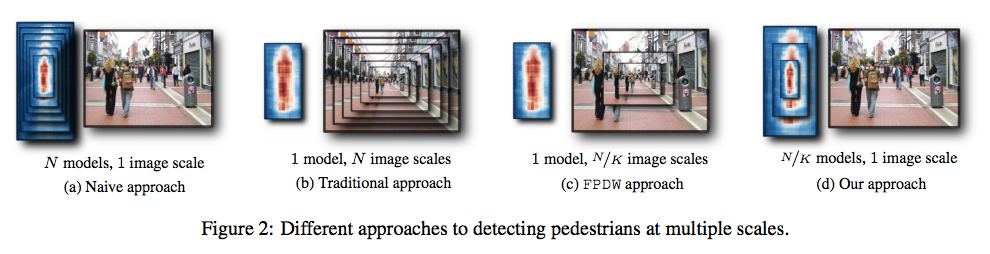 N models, 1 image scale
(a) Naive approach
1 model, N image scales
(b) Traditional approach
1 model, N/K image scales
(c) FPDW approach
N/K models, 1 image scale
(d) Our approach
Figure 2: Different approaches to detecting pedestrians at multiple scales.